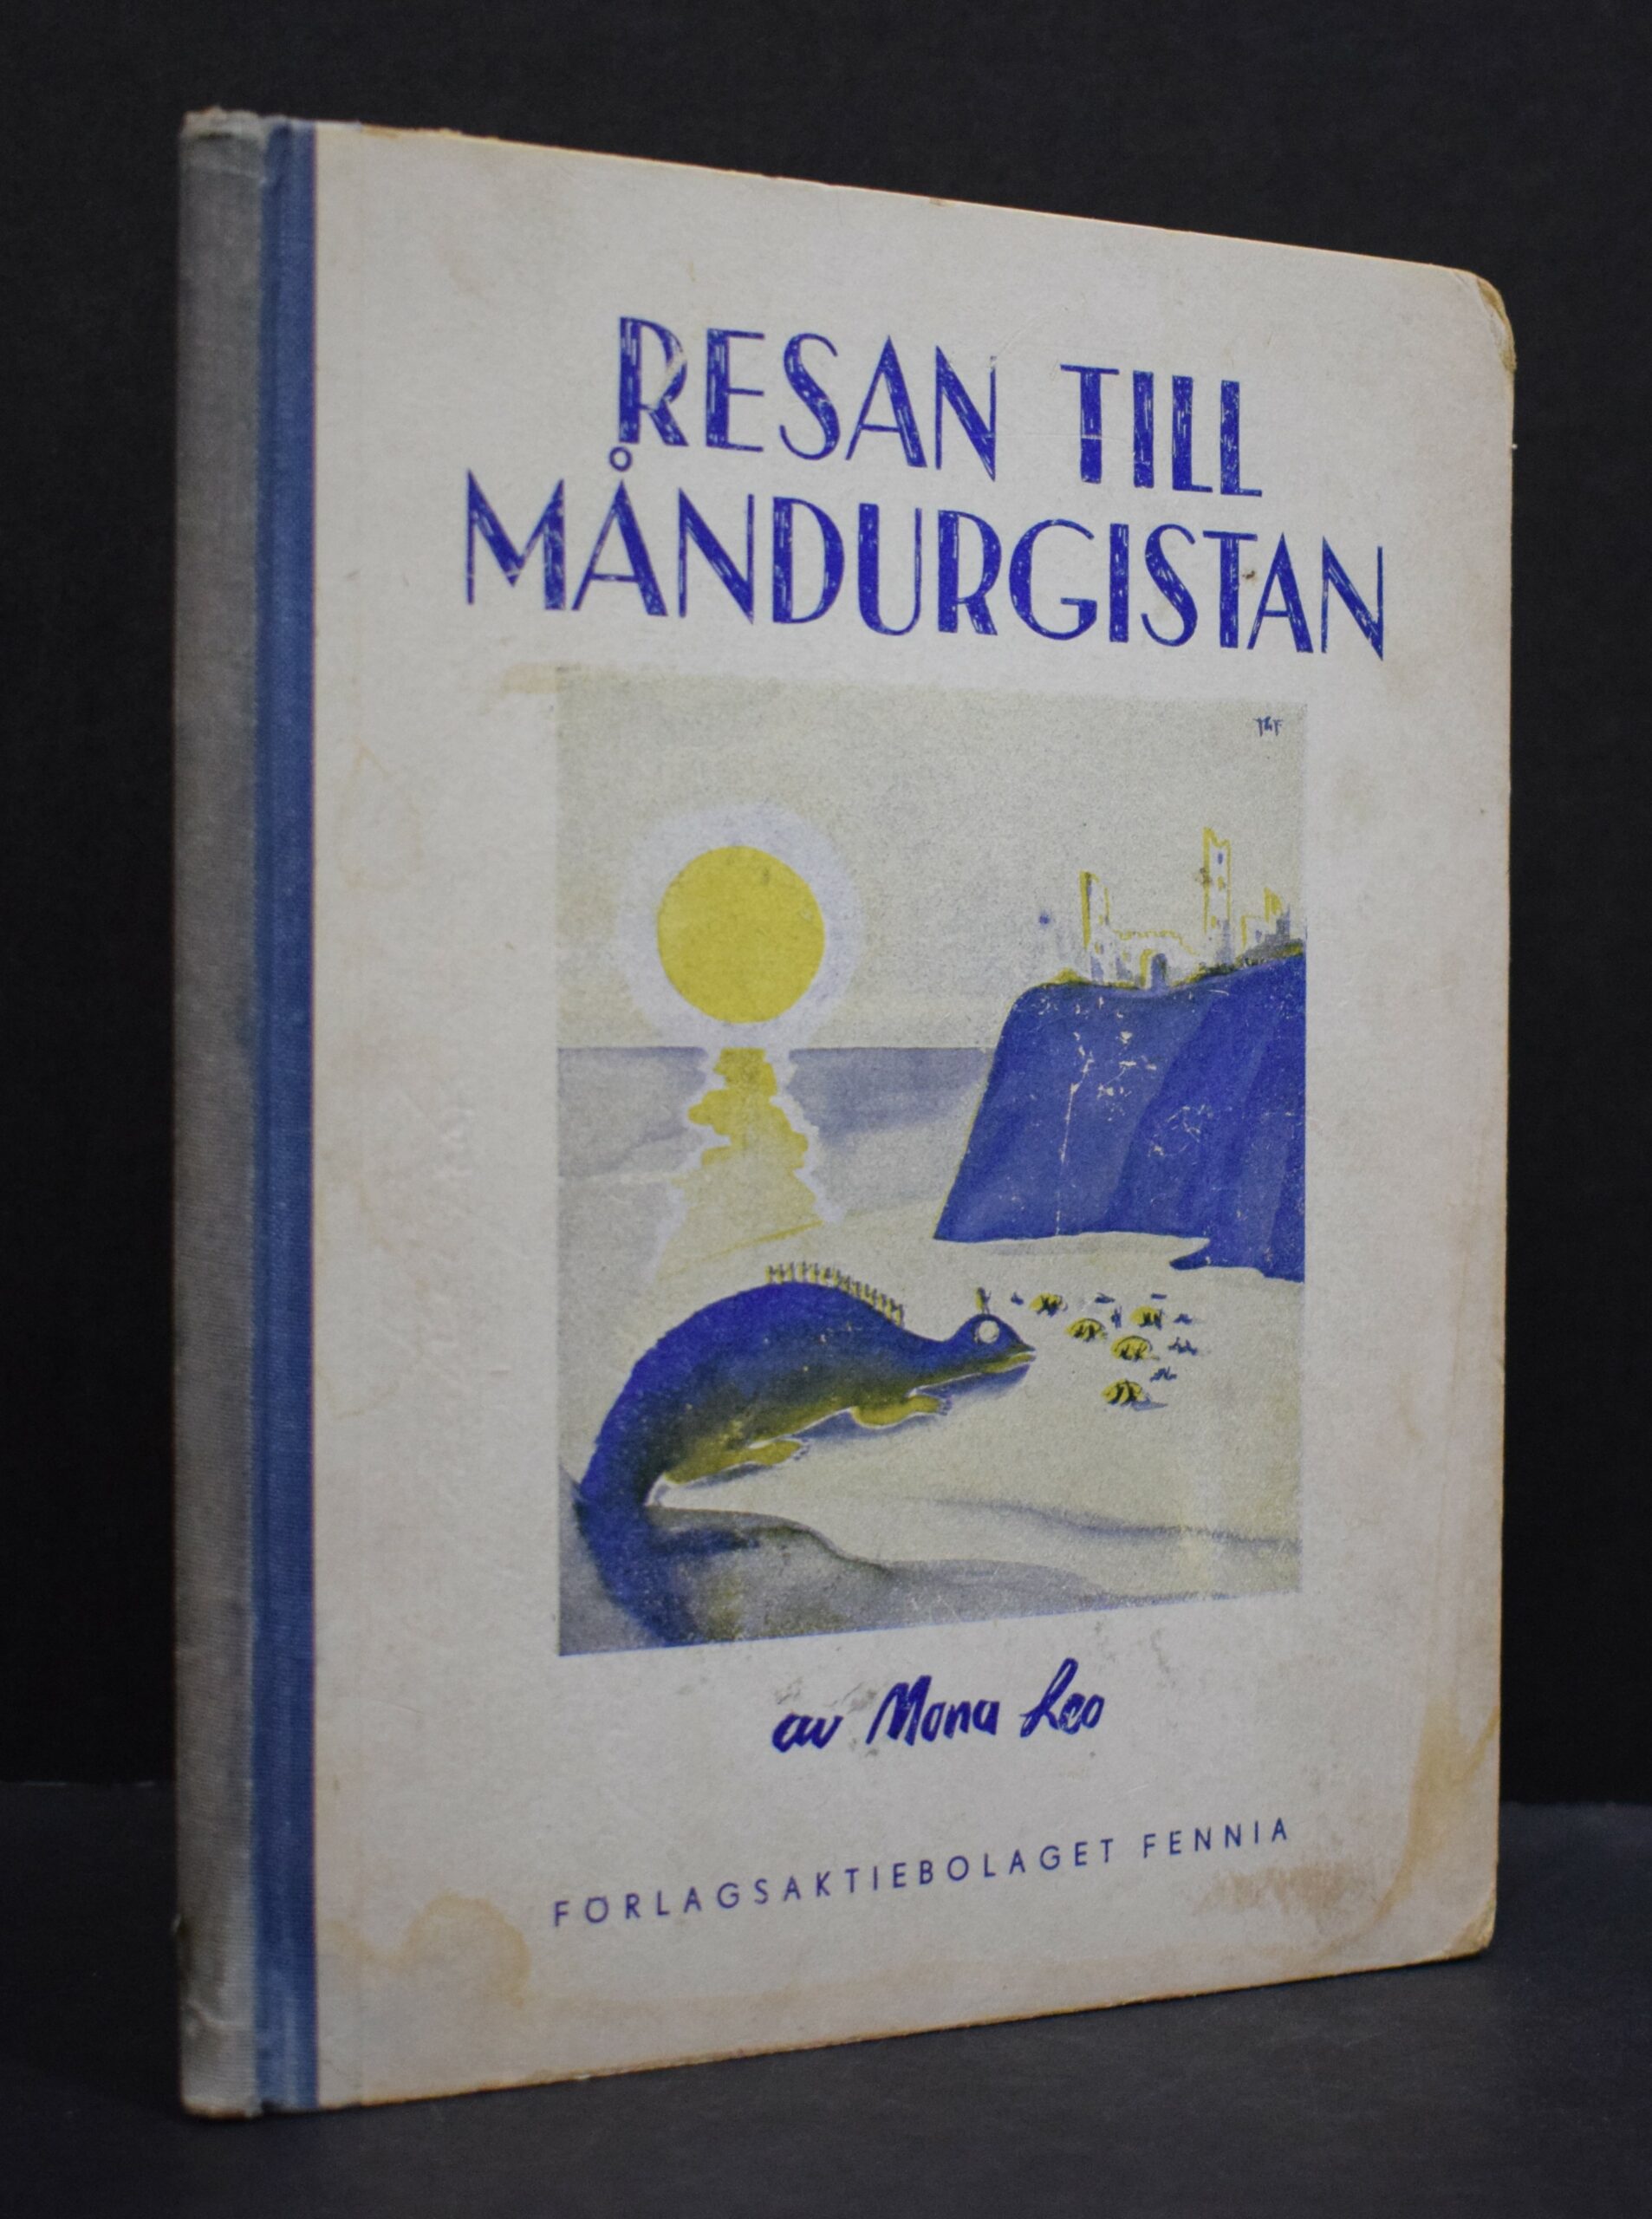 RESAN TILL
MÅNDURGISTAN
av Mona Leo
FÖRLAGSAKTIEBOLAGET FENNIA